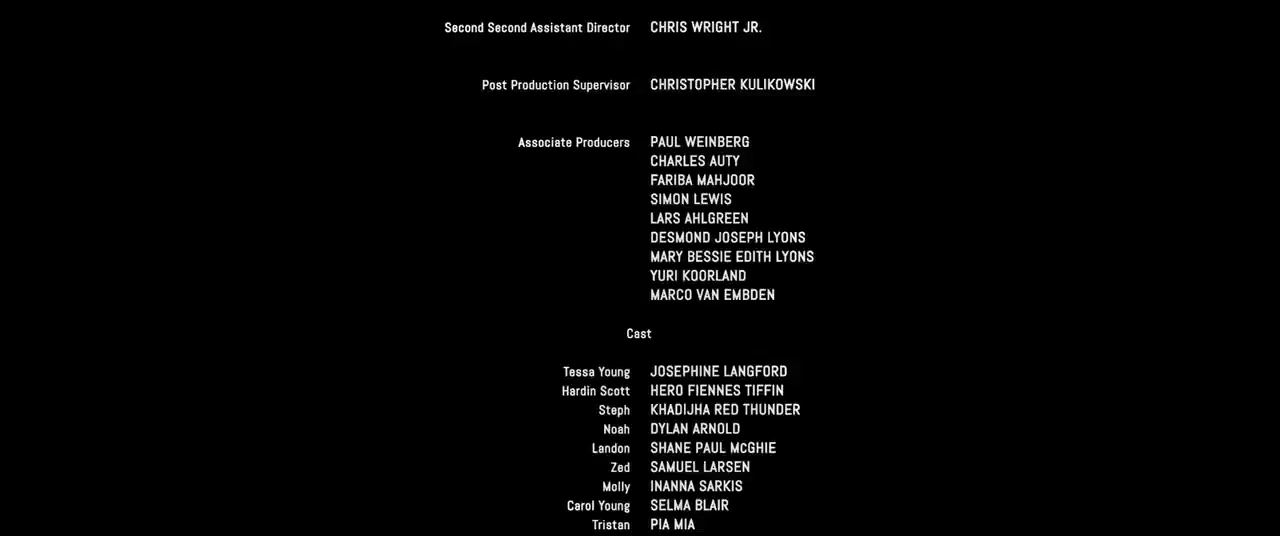 Second Second Assistant Director CHRIS WRIGHT JR.
Post Production Supervisor CHRISTOPHER KULIKOWSKI
Associate Producers PAUL WEINBERG
CHARLES AUTY
FARIBA MAHJOOR
SIMON LEWIS
LARS AHLGREEN
DESMOND JOSEPH LYONS
MARY BESSIE EDITH LYONS
YURI KOORLAND
MARCO VAN EMBDEN
Cast
Tessa Young JOSEPHINE LANGFORD
Hardin Scott HERO FIENNES TIFFIN
Steph KHADIJHA RED THUNDER
Noah DYLAN ARNOLD
Landon SHANE PAUL McGHIE
Zed SAMUEL LARSEN
Molly INANNA SARKIS
Carol Young SELMA BLAIR
Tristan PIA MIA